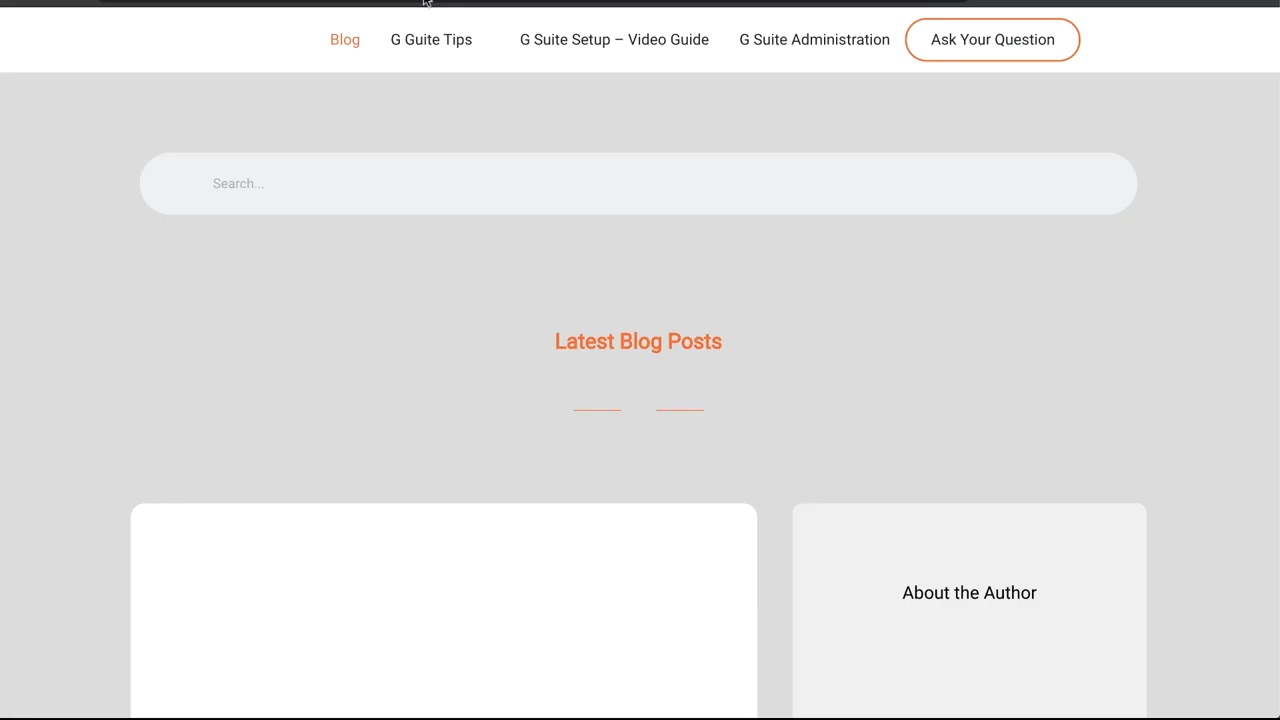 Blog G Guite Tips G Suite Setup – Video Guide G Suite Administration Ask Your Question
Search...
Latest Blog Posts
About the Author